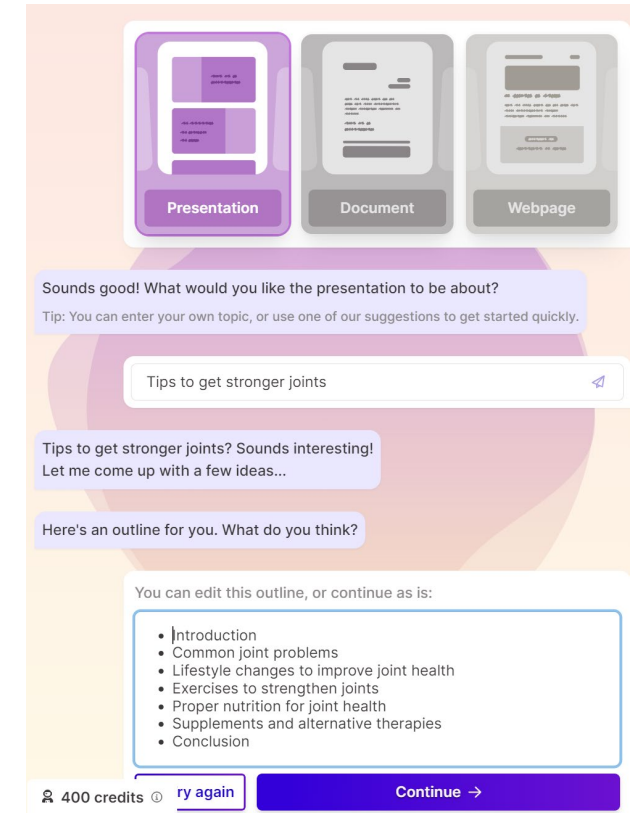 Presentation
Document
Webpage
Sounds good! What would you like the presentation to be about?
Tip: You can enter your own topic, or use one of our suggestions to get started quickly.
Tips to get stronger joints
Tips to get stronger joints? Sounds interesting!
Let me come up with a few ideas...
Here's an outline for you. What do you think?
You can edit this outline, or continue as is:
• Introduction
• Common joint problems
• Lifestyle changes to improve joint health
• Exercises to strengthen joints
• Proper nutrition for joint health
• Supplements and alternative therapies
• Conclusion
400 credits
ry again
Continue →